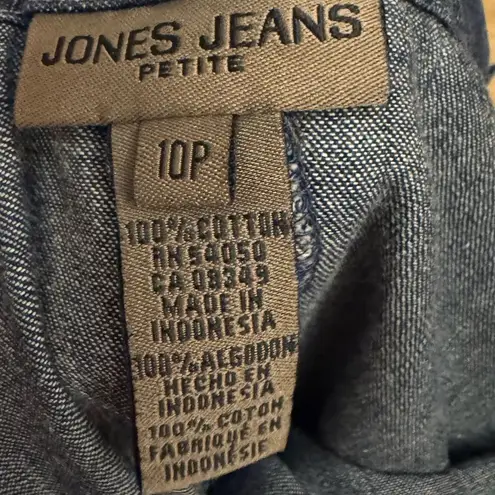 JONES JEANS
PETITE
10P
100% COTTON
RN 54050
CA 08349
MADE IN
INDONESIA
100% ALGODON
HECHO EN
INDONESIA
100% COTON
FABRIQUÉ EN
INDONÉSIE